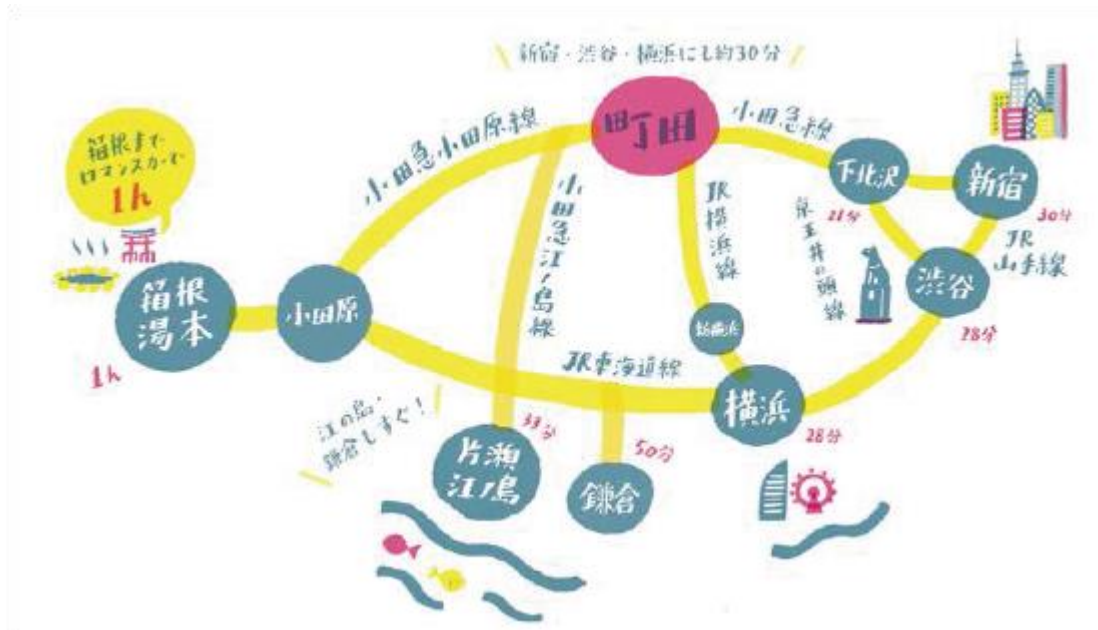 新宿・渋谷・横浜にも約30分
町田
小田急線
小田急小田原線
箱根まで
ロマンスカーで
1h
下北沢
21分
新宿
30分
小田急江ノ島線
JR横浜線
京王井の頭線
JR
山手線
渋谷
28分
箱根
湯本
1h
小田原
新横浜
JR東海道線
横浜
28分
江の島・
鎌倉もすぐ!
片瀬
江ノ島
33分
鎌倉
50分